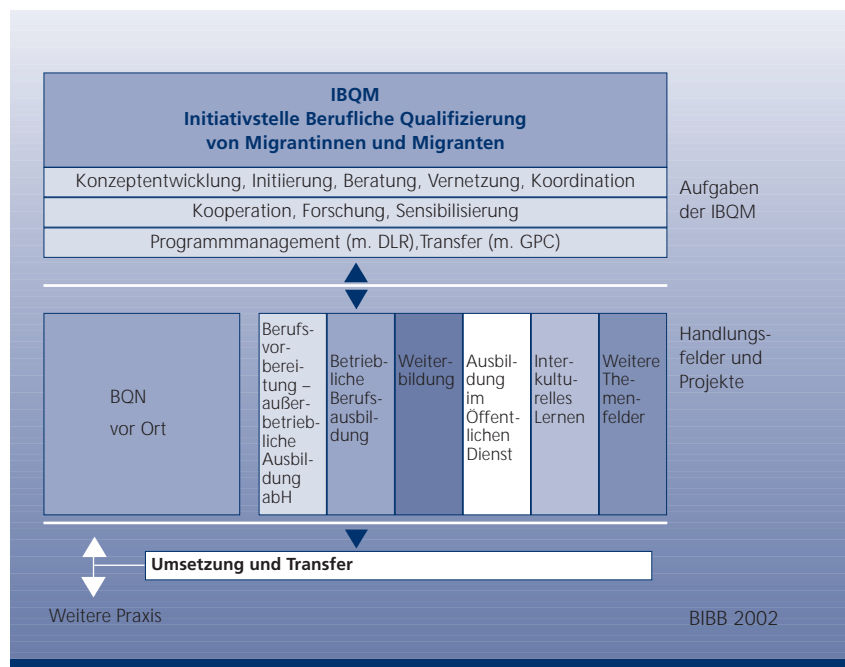 IBQM
Initiativstelle Berufliche Qualifizierung
von Migrantinnen und Migranten
Konzeptentwicklung, Initiierung, Beratung, Vernetzung, Koordination
Kooperation, Forschung, Sensibilisierung
Programmmanagement (m. DLR),Transfer (m. GPC)
Aufgaben
der IBQM
BQN
vor Ort
Berufs-
vor-
berei-
tung –
außer-
betrieb-
liche
Ausbil-
dung
abH
Betrieb-
liche
Berufs-
ausbil-
dung
Weiter-
bildung
Ausbil-
dung
im
Öffent-
lichen
Dienst
Inter-
kultu-
relles
Lernen
Weitere
The-
men-
felder
Handlungs-
felder und
Projekte
Umsetzung und Transfer
Weitere Praxis
BIBB 2002